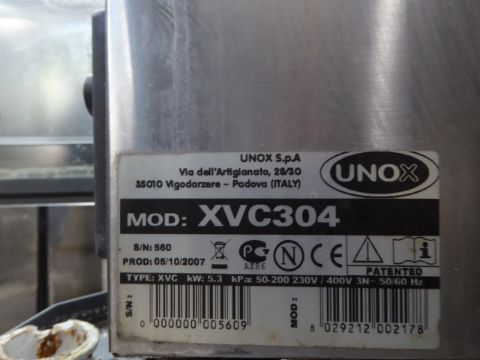 UNOX S.p.A
Via dell'Artigianato, 28/30
35010 Vigodarzere - Padova (ITALY)
UNOX
MOD: XVC304
S/N: 560
PROD: 05/10/2007
AE86
N
CE
i
PATENTED
TYPE: XVC kW: 5.3 kPa: 50-200 230V / 400V 3N~ 50/60 Hz
S/N:
0 000000 005609
MOD:
8 029212 002178